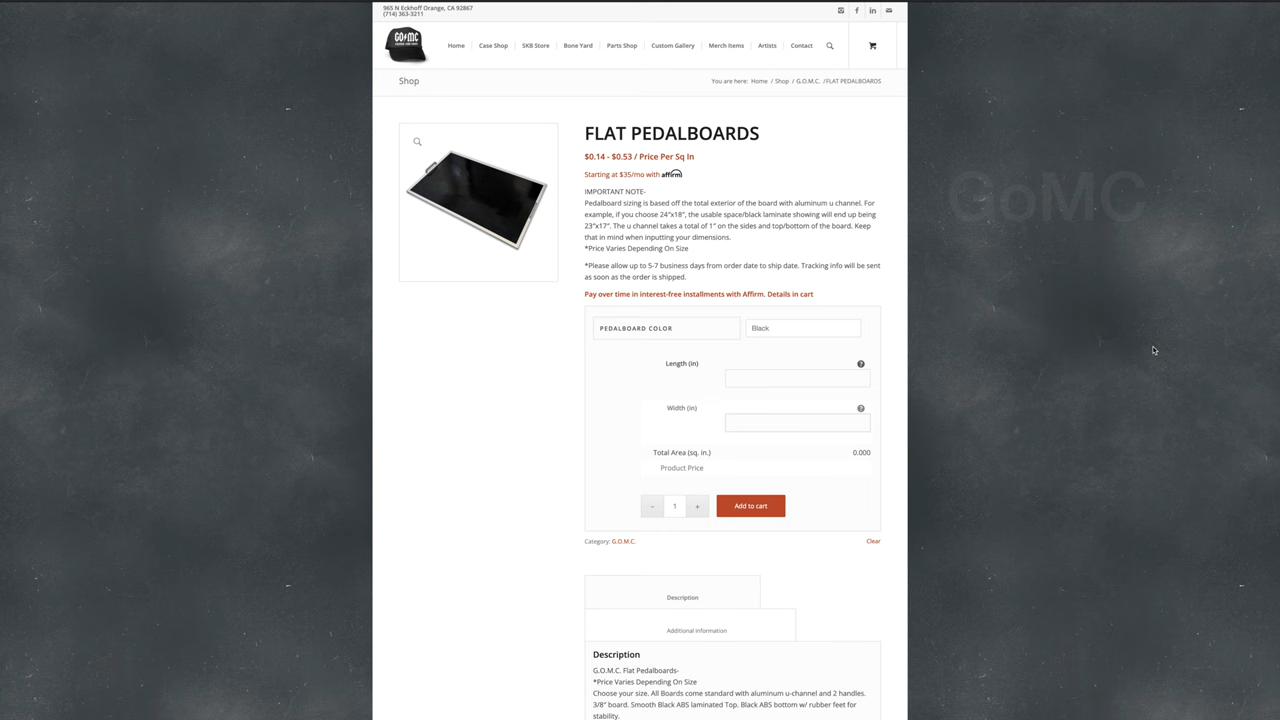 965 N Eckhoff Orange, CA 92867
(714) 363-3211
GO MC
Home
Case Shop
SKB Store
Bone Yard
Parts Shop
Custom Gallery
Merch Items
Artists
Contact
Shop
You are here: Home / Shop / G.O.M.C. / FLAT PEDALBOARDS
FLAT PEDALBOARDS
$0.14 - $0.53 / Price Per Sq In
Starting at $35/mo with affirm
IMPORTANT NOTE-
Pedalboard sizing is based off the total exterior of the board with aluminum u channel. For
example, if you choose 24"x18", the usable space/black laminate showing will end up being
23"x17". The u channel takes a total of 1" on the sides and top/bottom of the board. Keep
that in mind when inputting your dimensions.
*Price Varies Depending On Size
*Please allow up to 5-7 business days from order date to ship date. Tracking info will be sent
as soon as the order is shipped.
Pay over time in interest-free installments with Affirm. Details in cart
PEDALBOARD COLOR
Black
Length (in)
?
Width (in)
?
Total Area (sq. in.)
0.000
Product Price
- 1 +
Add to cart
Category: G.O.M.C.
Clear
Description
Additional information
Description
G.O.M.C. Flat Pedalboards-
*Price Varies Depending On Size
Choose your size. All Boards come standard with aluminum u-channel and 2 handles.
3/8" board. Smooth Black ABS laminated Top. Black ABS bottom w/ rubber feet for
stability.